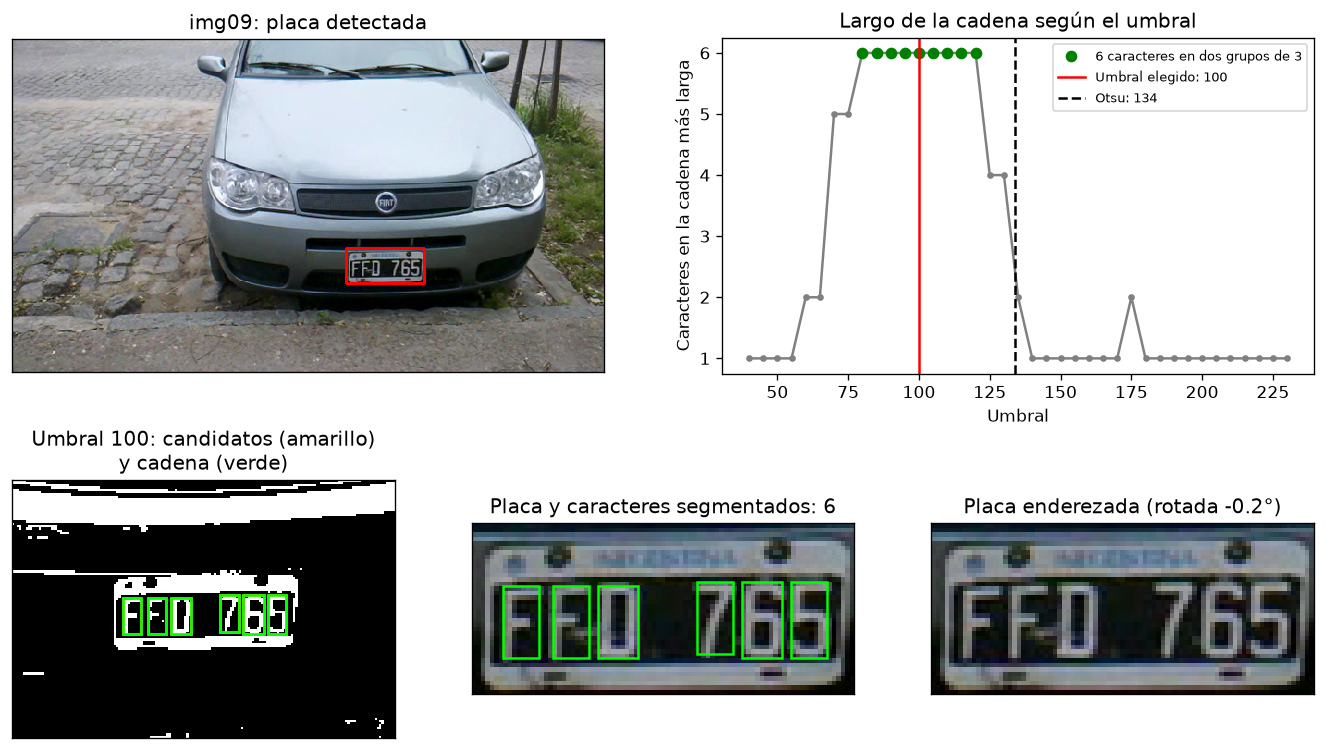 img09: placa detectada
FIAT
FFD 765
Largo de la cadena según el umbral
Caracteres en la cadena más larga
6
5
4
3
2
1
6 caracteres en dos grupos de 3
Umbral elegido: 100
Otsu: 134
50 75 100 125 150 175 200 225
Umbral
Umbral 100: candidatos (amarillo)
y cadena (verde)
FFD 765
Placa y caracteres segmentados: 6
ARGENTINA
FFD 765
Placa enderezada (rotada -0.2°)
ARGENTINA
FFD 765